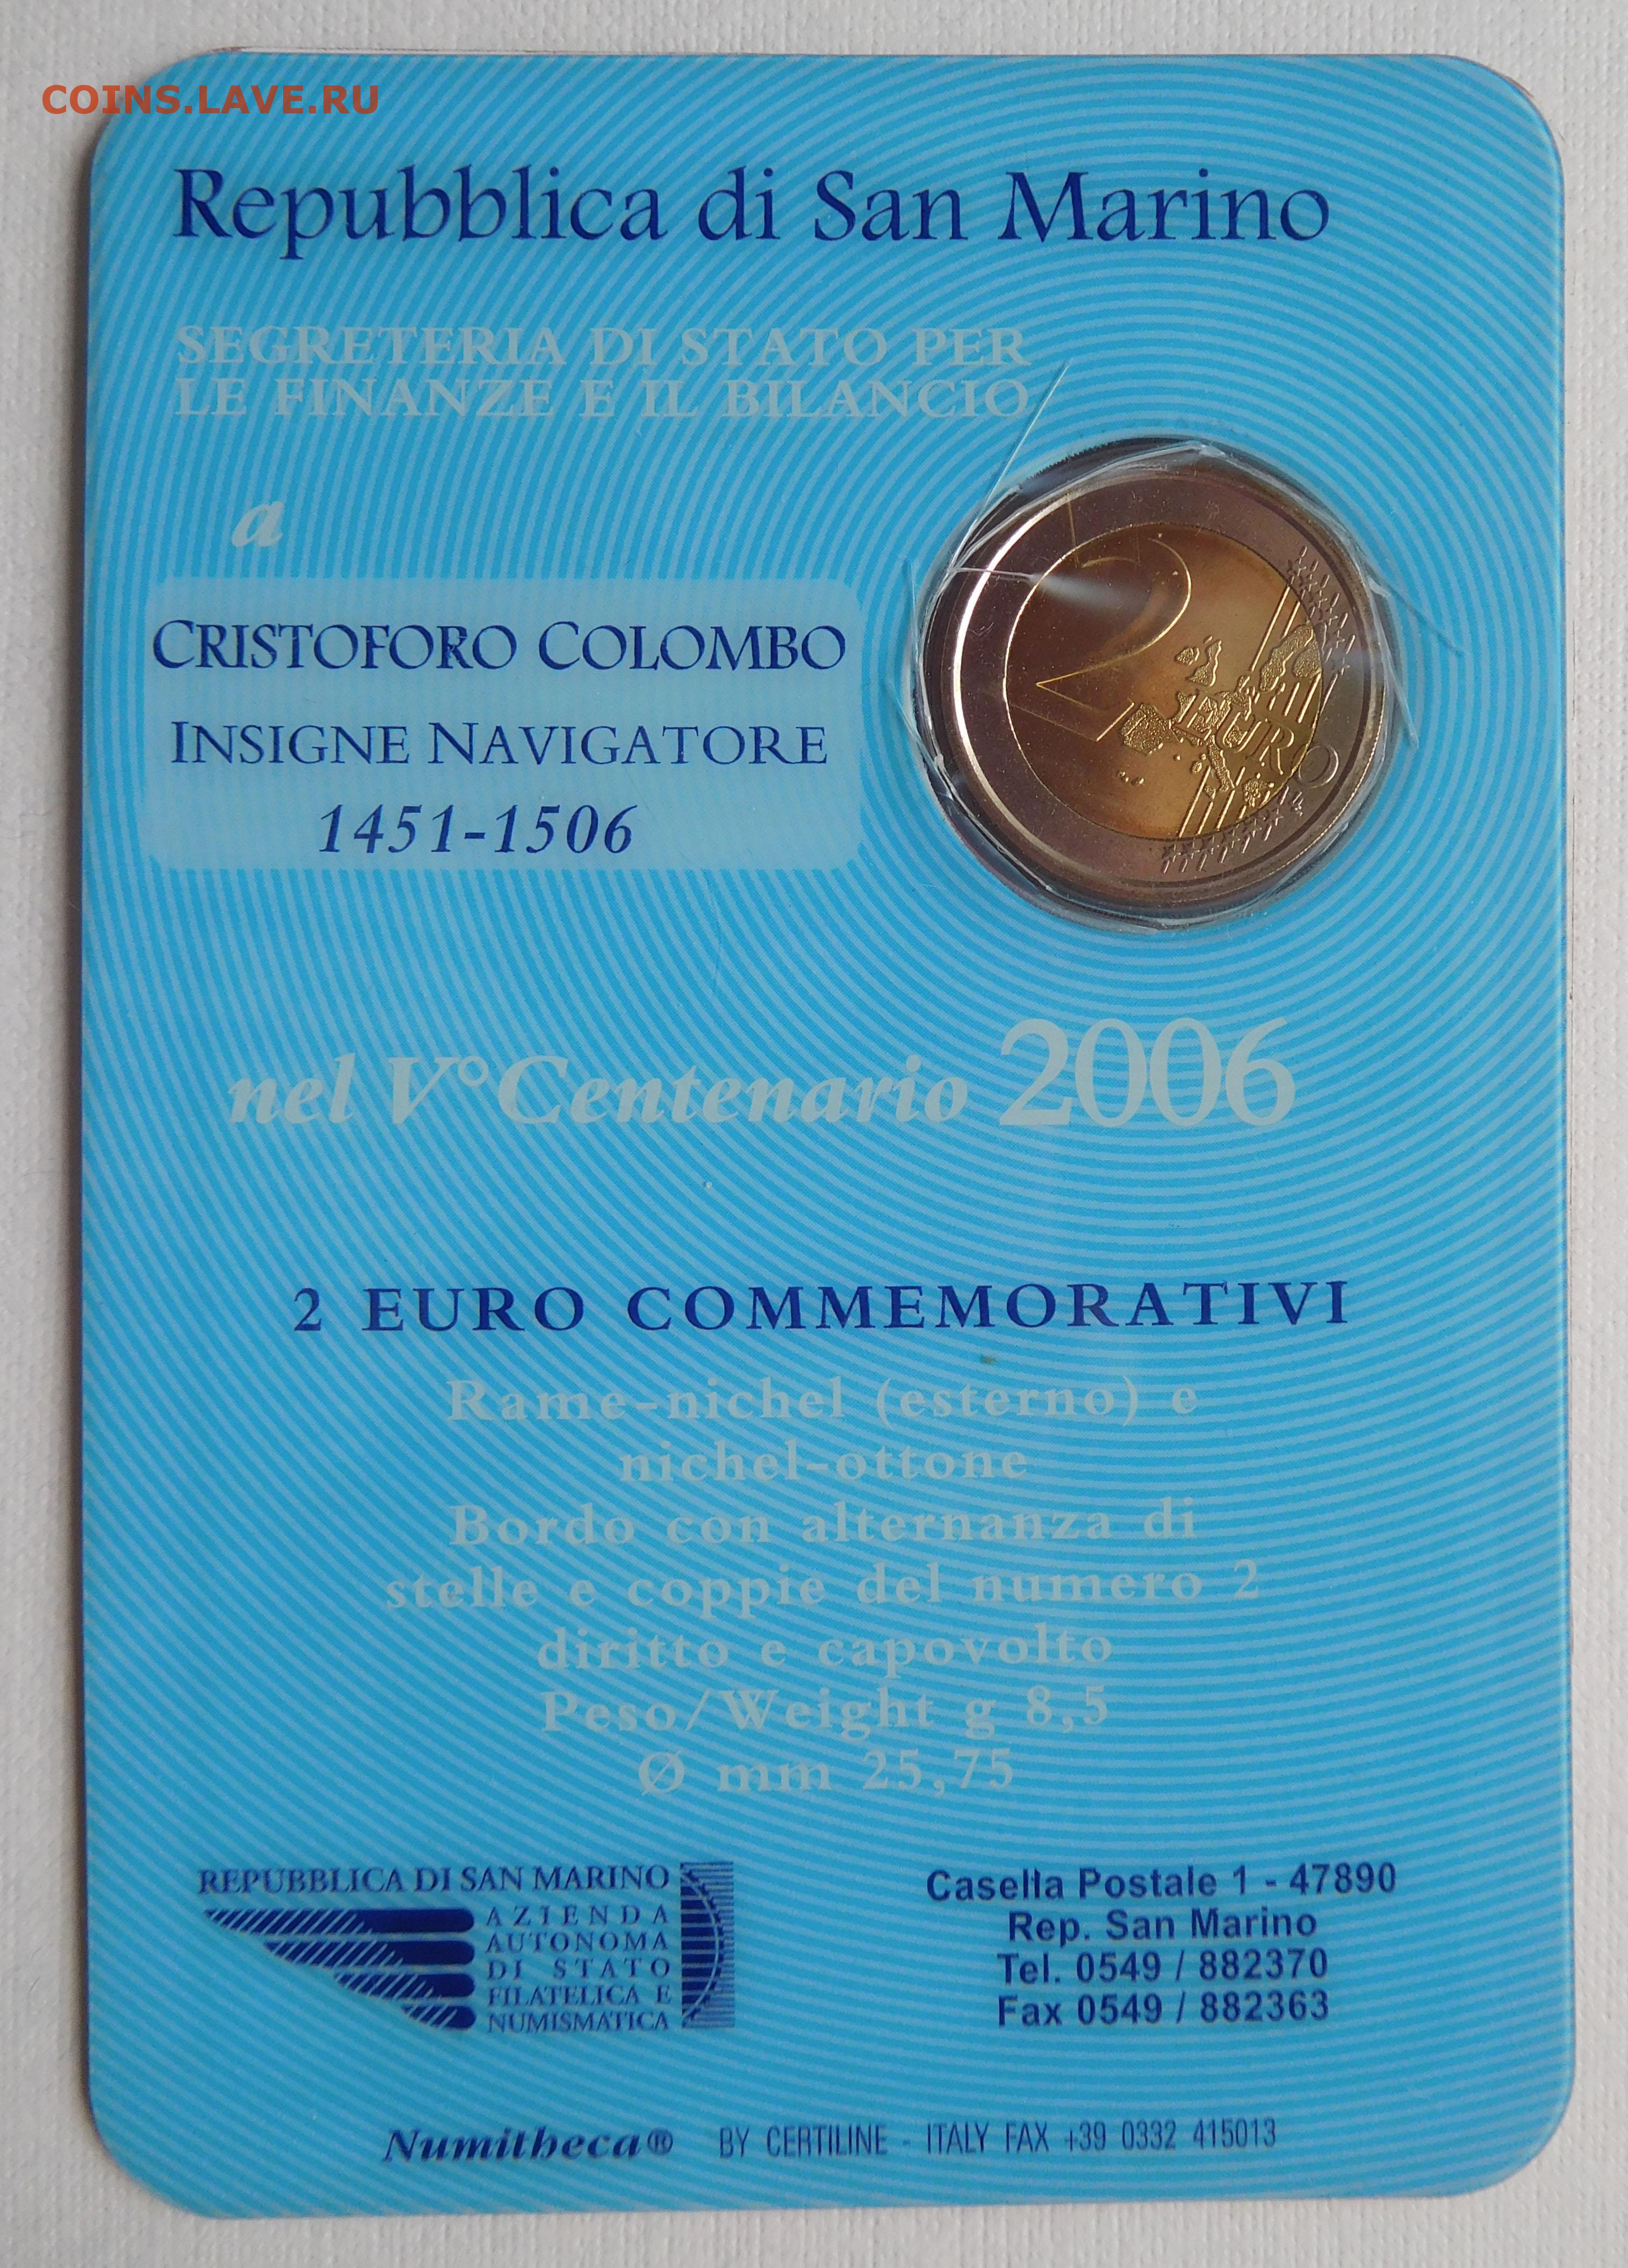 COINS.LAVE.RU
Repubblica di San Marino
SEGRETERIA DI STATO PER
LE FINANZE E IL BILANCIO
a
CRISTOFORO COLOMBO
INSIGNE NAVIGATORE
1451-1506
2
EURO
nel V° Centenario 2006
2 EURO COMMEMORATIVI
Rame-nichel (esterno) e
nichel-ottone
Bordo con alternanza di
stelle e coppie del numero 2
diritto e capovolto
Peso/Weight g 8,5
Ø mm 25,75
REPUBBLICA DI SAN MARINO
AZIENDA
AUTONOMA
DI STATO
FILATELICA E
NUMISMATICA
Casella Postale 1 - 47890
Rep. San Marino
Tel. 0549 / 882370
Fax 0549 / 882363
Numitheca® BY CERTILINE - ITALY FAX +39 0332 415013